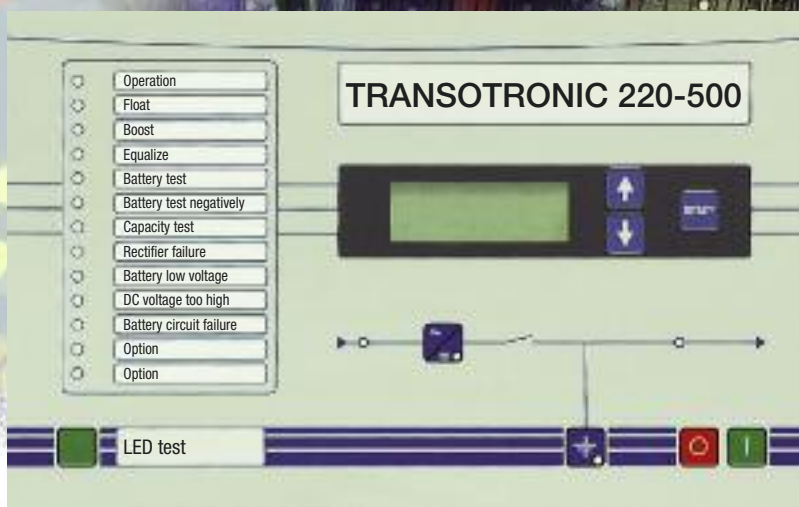 Operation
Float
Boost
Equalize
Battery test
Battery test negatively
Capacity test
Rectifier failure
Battery low voltage
DC voltage too high
Battery circuit failure
Option
Option
TRANSOTRONIC 220-500
LED test